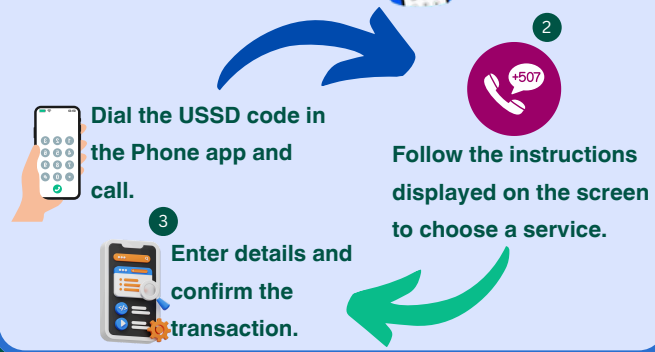 Dial the USSD code in
the Phone app and
call.
2
+507
Follow the instructions
displayed on the screen
to choose a service.
3
Enter details and
confirm the
transaction.